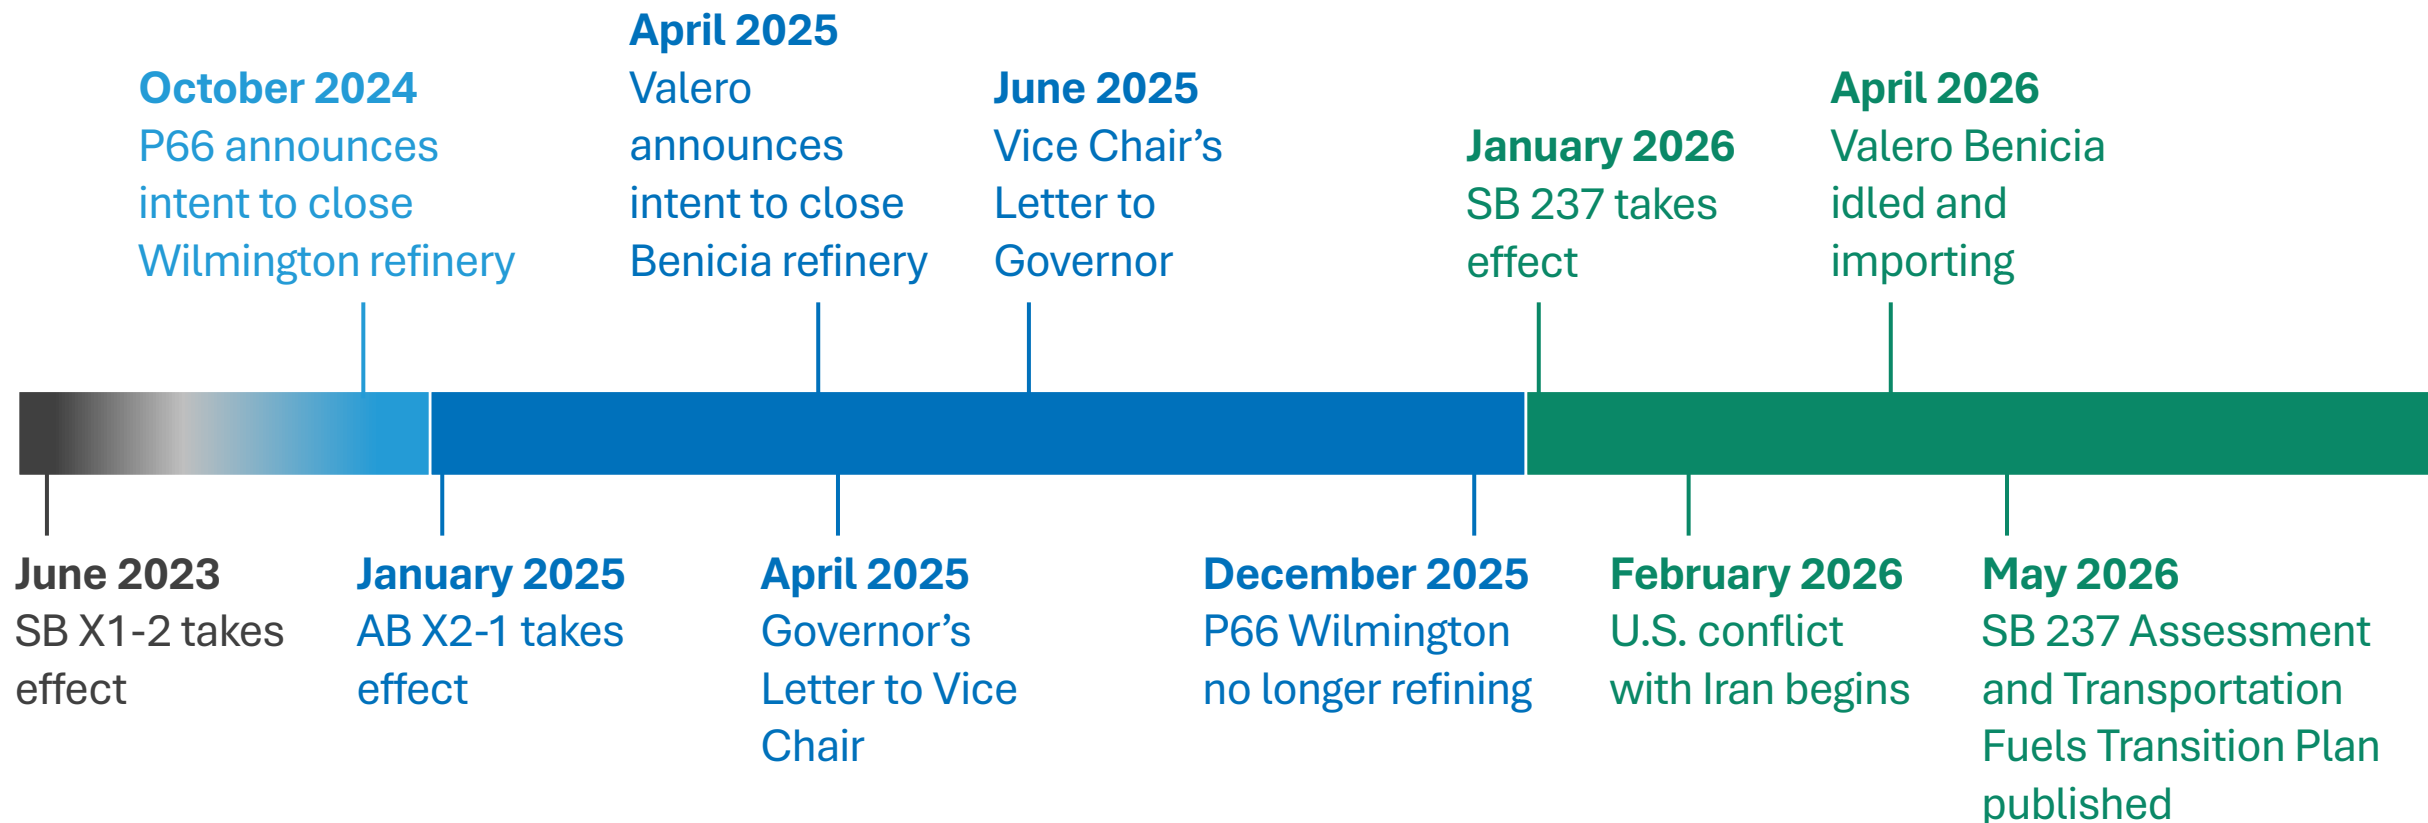 October 2024
P66 announces
intent to close
Wilmington refinery
April 2025
Valero
announces
intent to close
Benicia refinery
June 2025
Vice Chair’s
Letter to
Governor
January 2026
SB 237 takes
effect
April 2026
Valero Benicia
idled and
importing
June 2023
SB X1-2 takes
effect
January 2025
AB X2-1 takes
effect
April 2025
Governor’s
Letter to Vice
Chair
December 2025
P66 Wilmington
no longer refining
February 2026
U.S. conflict
with Iran begins
May 2026
SB 237 Assessment
and Transportation
Fuels Transition Plan
published